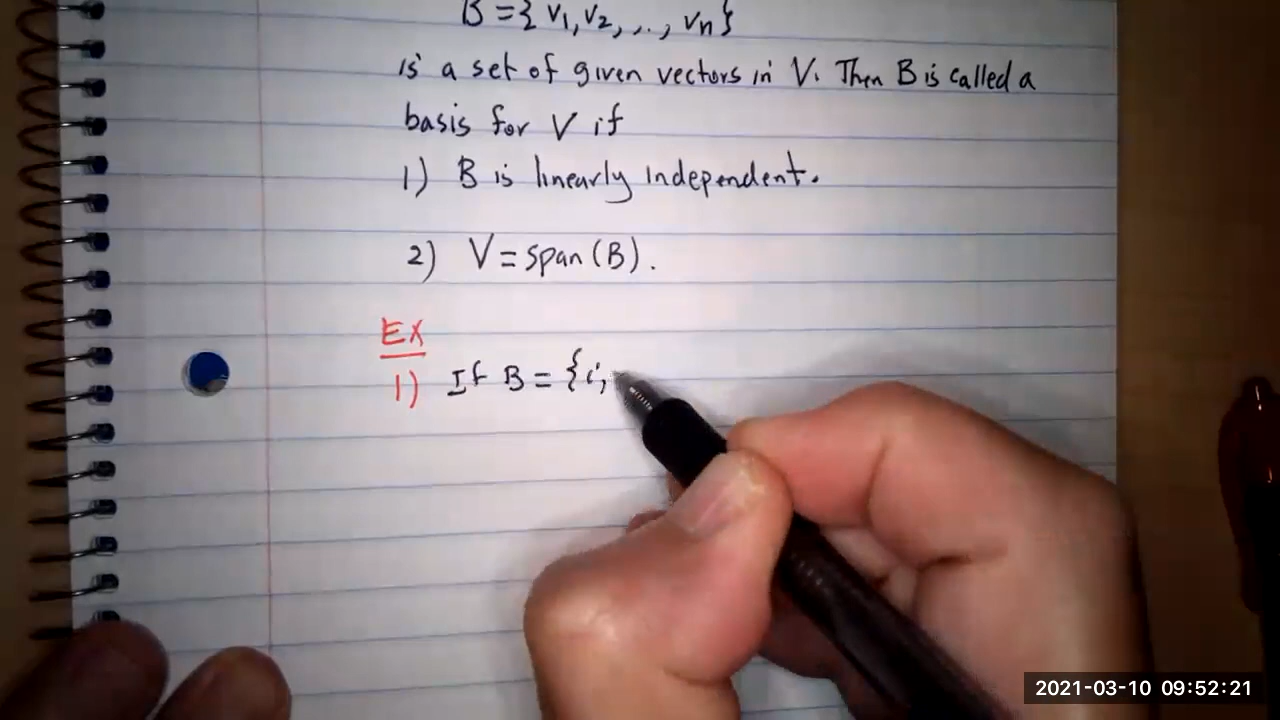 B = { v1, v2, ..., vn }
is a set of given vectors in V. Then B is called a
basis for V if
1) B is linearly independent.
2) V = span (B).
EX
1) If B = { i,
2021-03-10 09:52:21